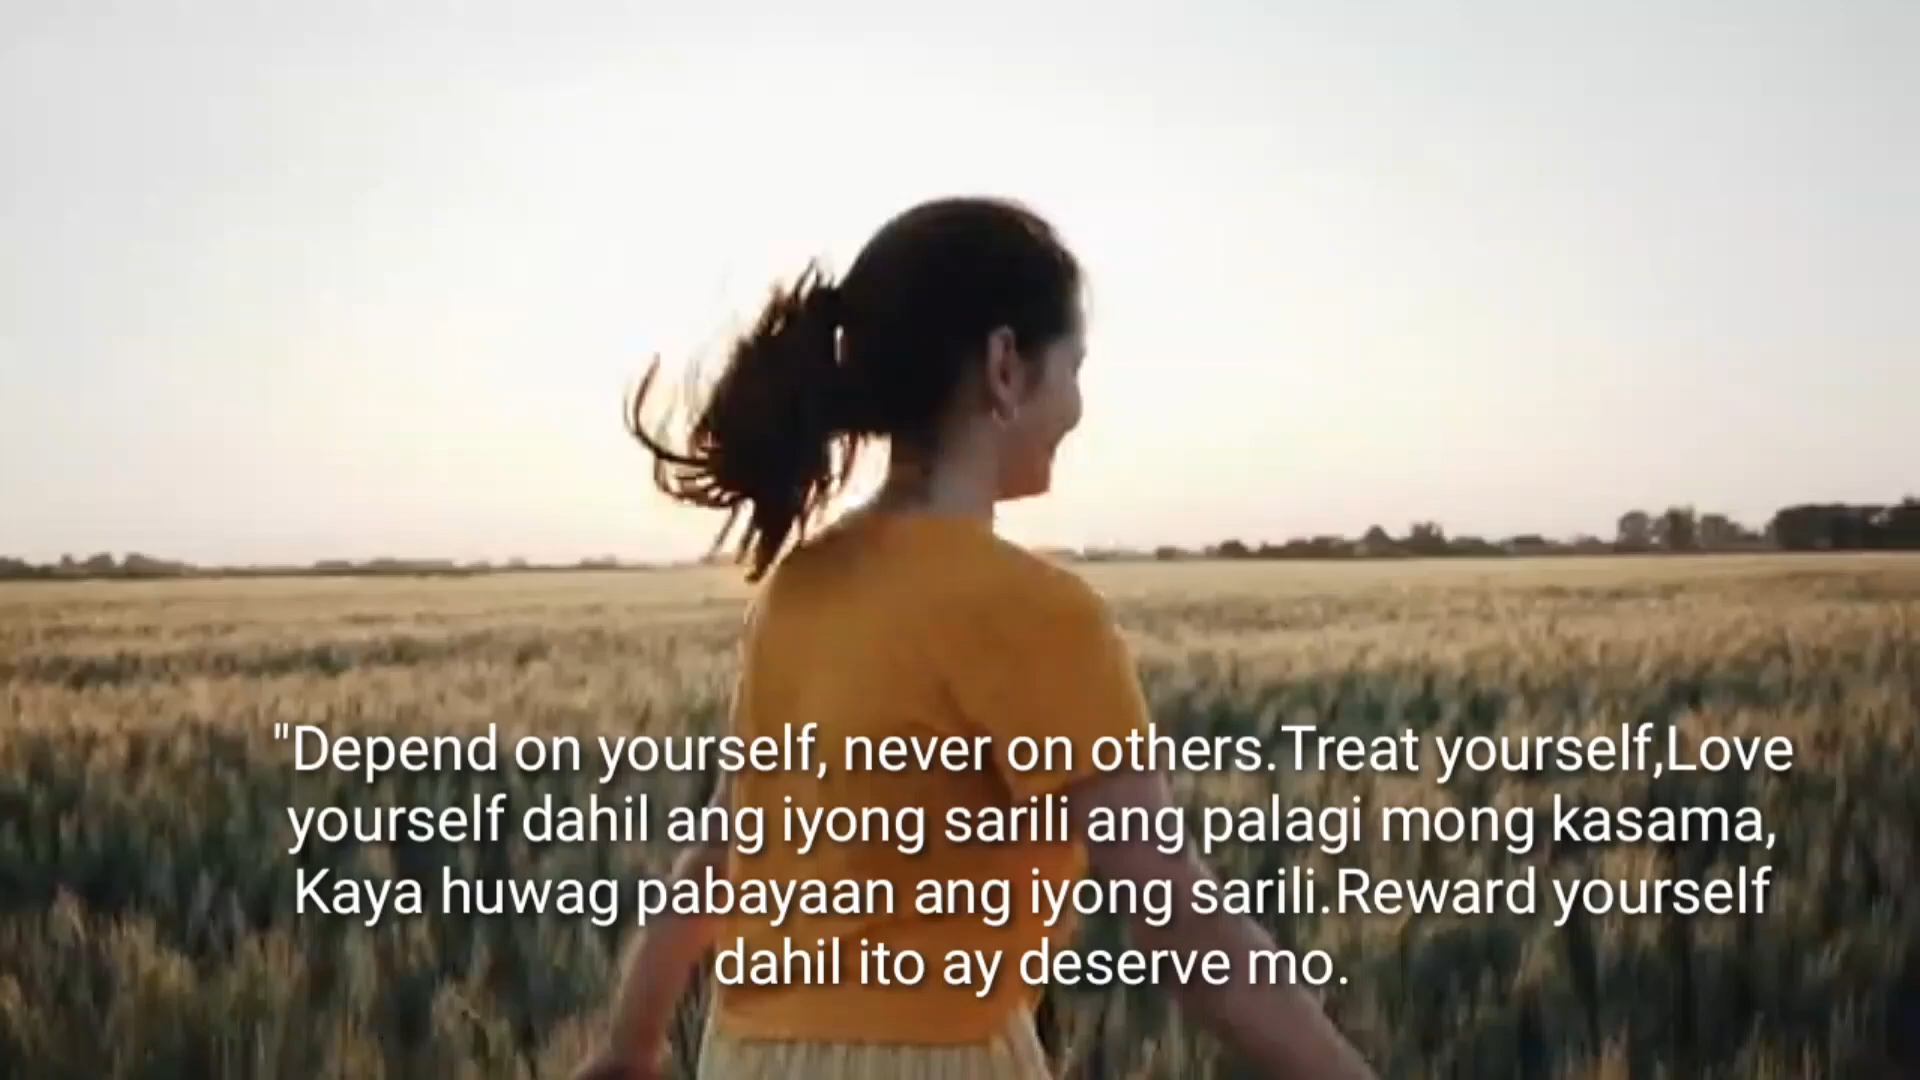 "Depend on yourself, never on others.Treat yourself,Love
yourself dahil ang iyong sarili ang palagi mong kasama,
Kaya huwag pabayaan ang iyong sarili.Reward yourself
dahil ito ay deserve mo.